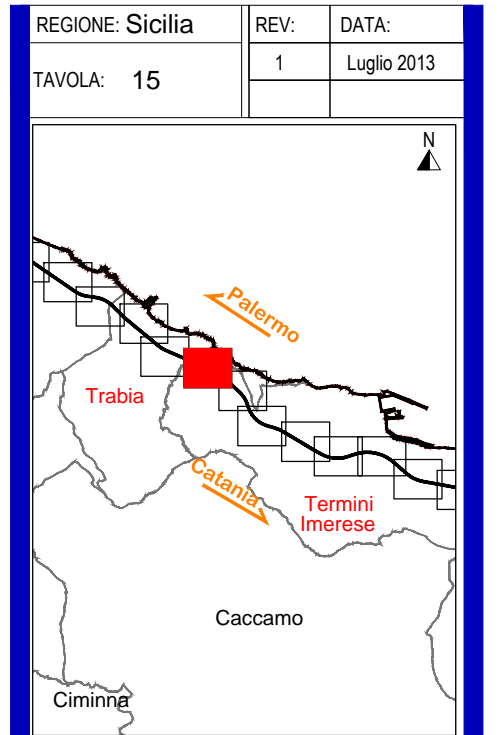 REGIONE: Sicilia
REV:
DATA:
1
Luglio 2013
TAVOLA: 15
N
Palermo
Trabia
Catania
Termini
Imerese
Caccamo
Ciminna